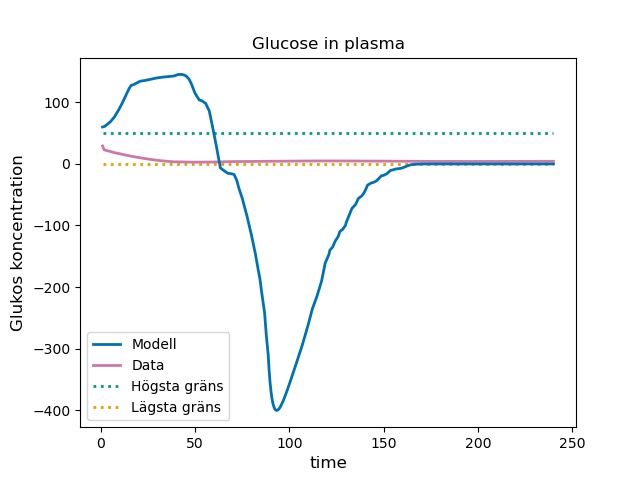 Glucose in plasma
Glukos koncentration
100
50
0
−100
−200
−300
−400
Modell
Data
Högsta gräns
Lägsta gräns
0
50
100
150
200
250
time